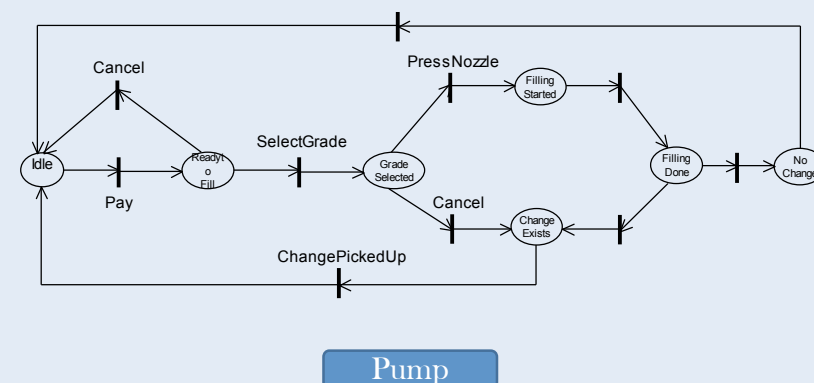 PressNozzle
Cancel
Filling
Started
SelectGrade
Idle
Readyt
o
Fill
Grade
Selected
Filling
Done
No
Change
Pay
Cancel
Change
Exists
ChangePickedUp
Pump